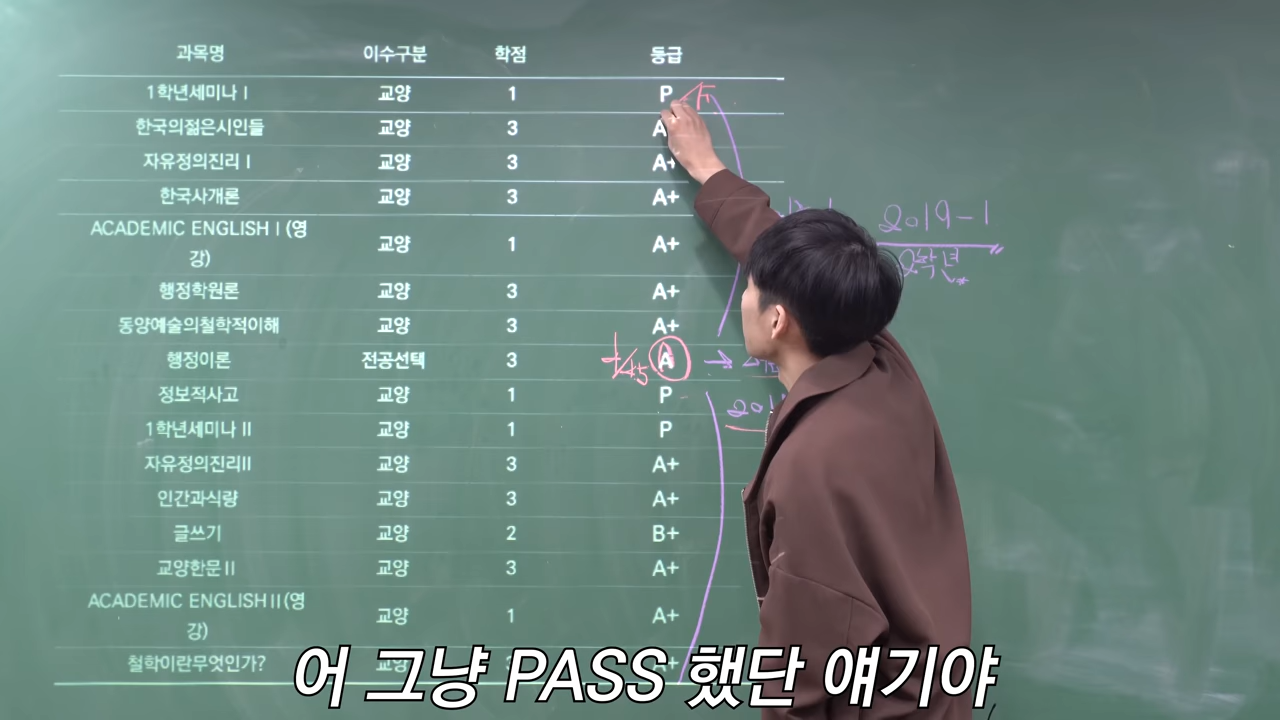 과목명 이수구분 학점 등급
1학년세미나 I 교양 1 P
한국의젊은시인들 교양 3 A
자유정의진리 I 교양 3 A+
한국사개론 교양 3 A+
ACADEMIC ENGLISH I (영
강) 교양 1 A+
행정학원론 교양 3 A+
동양예술의철학적이해 교양 3 A+
행정이론 전공선택 3 A
정보적사고 교양 1 P
1학년세미나 II 교양 1 P
자유정의진리II 교양 3 A+
인간과식량 교양 3 A+
글쓰기 교양 2 B+
교양한문II 교양 3 A+
ACADEMIC ENGLISH II (영
강) 교양 1 A+
철학이란무엇인가? 교양 A+
2019-1
2학년
4.5
어 그냥 PASS 했단 얘기야